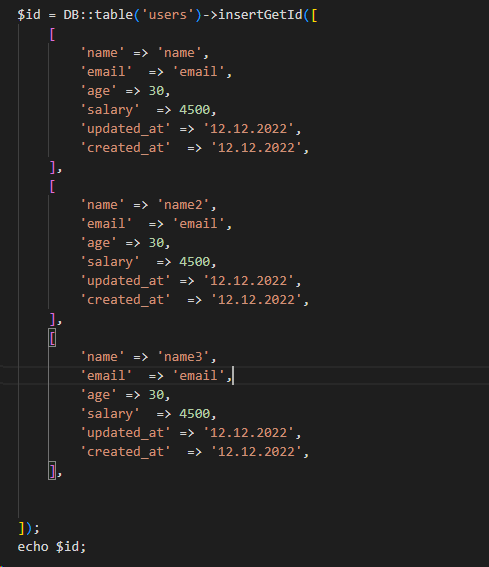 $id = DB::table('users')->insertGetId([
    [
        'name' => 'name',
        'email'  => 'email',
        'age' => 30,
        'salary'  => 4500,
        'updated_at' => '12.12.2022',
        'created_at'  => '12.12.2022',
    ],
    [
        'name' => 'name2',
        'email'  => 'email',
        'age' => 30,
        'salary'  => 4500,
        'updated_at' => '12.12.2022',
        'created_at'  => '12.12.2022',
    ],
    [
        'name' => 'name3',
        'email'  => 'email',
        'age' => 30,
        'salary'  => 4500,
        'updated_at' => '12.12.2022',
        'created_at'  => '12.12.2022',
    ],
]);
echo $id;